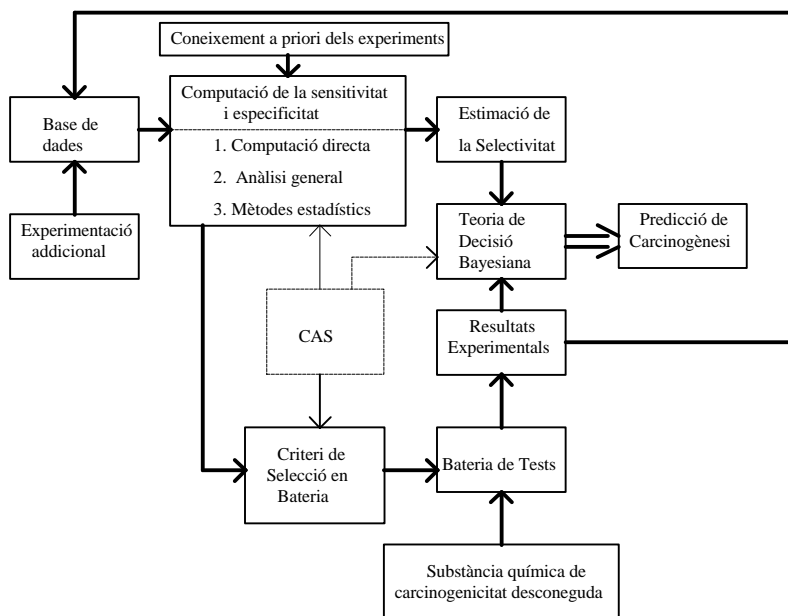 Coneixement a priori dels experiments
Computació de la sensitivitat
i especificitat
1. Computació directa
2. Anàlisi general
3. Mètodes estadístics
Base de
dades
Estimació de
la Selectivitat
Experimentació
addicional
Teoria de
Decisió
Bayesiana
Predicció de
Carcinogènesi
CAS
Resultats
Experimentals
Criteri de
Selecció en
Bateria
Bateria de Tests
Substància química de
carcinogenicitat desconeguda